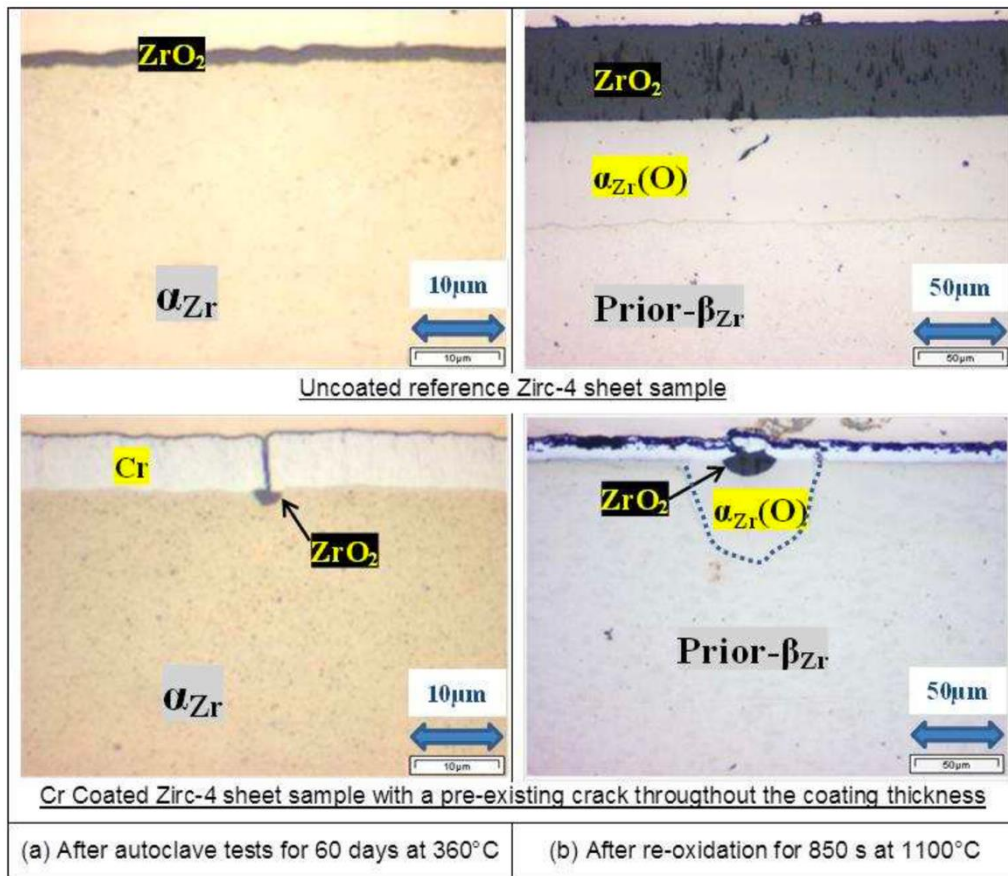 ZrO₂
αZr
10µm
10µm
ZrO₂
αZr(O)
Prior-βZr
50µm
50µm
Uncoated reference Zirc-4 sheet sample
Cr
ZrO₂
αZr
10µm
10µm
ZrO₂
αZr(O)
Prior-βZr
50µm
50µm
Cr Coated Zirc-4 sheet sample with a pre-existing crack througthout the coating thickness
(a) After autoclave tests for 60 days at 360°C
(b) After re-oxidation for 850 s at 1100°C